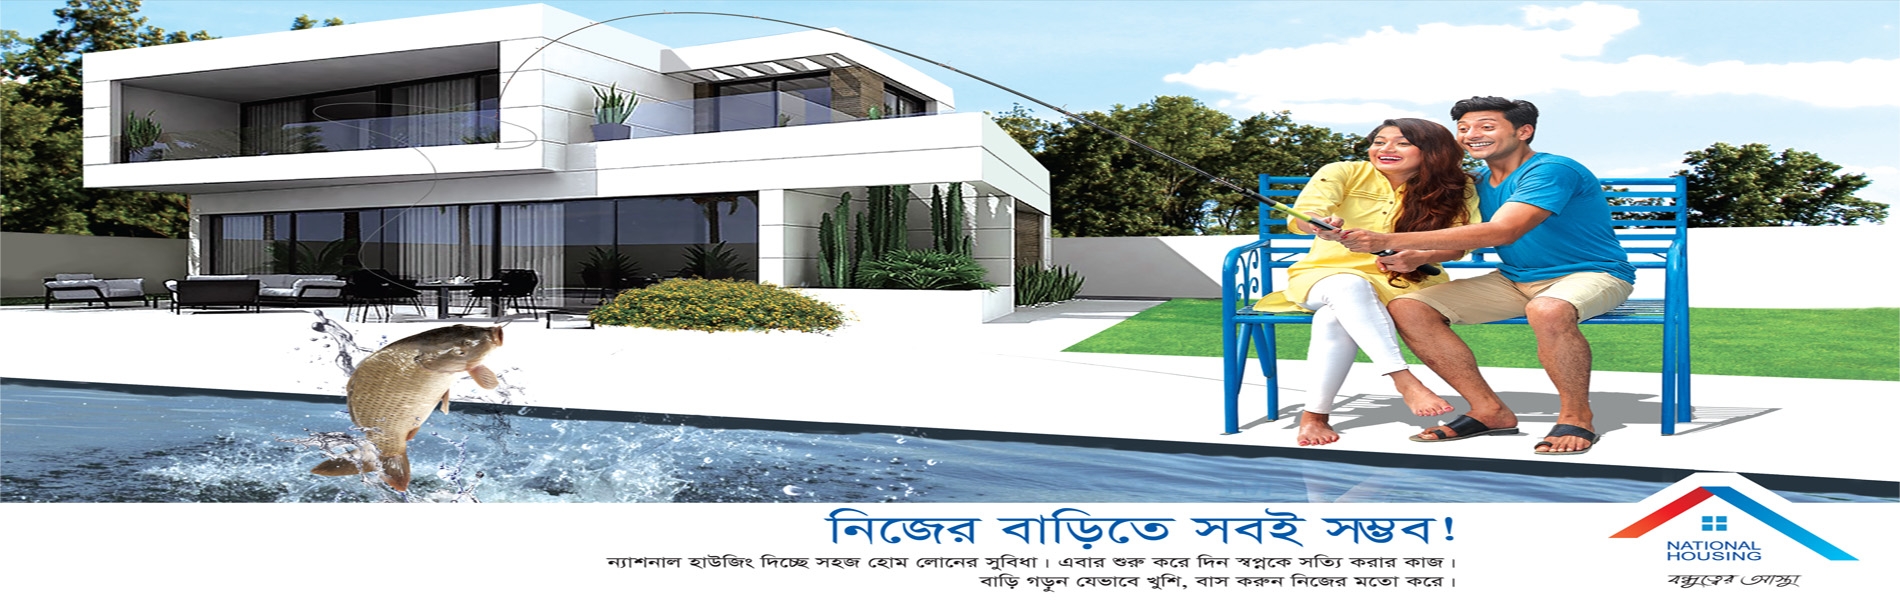 নিজের বাড়িতে সবই সম্ভব!
ন্যাশনাল হাউজিং দিচ্ছে সহজ হোম লোনের সুবিধা। এবার শুরু করে দিন স্বপ্নকে সত্যি করার কাজ।
বাড়ি গড়ুন যেভাবে খুশি, বাস করুন নিজের মতো করে।
NATIONAL
HOUSING
বন্ধুত্বের আস্থা